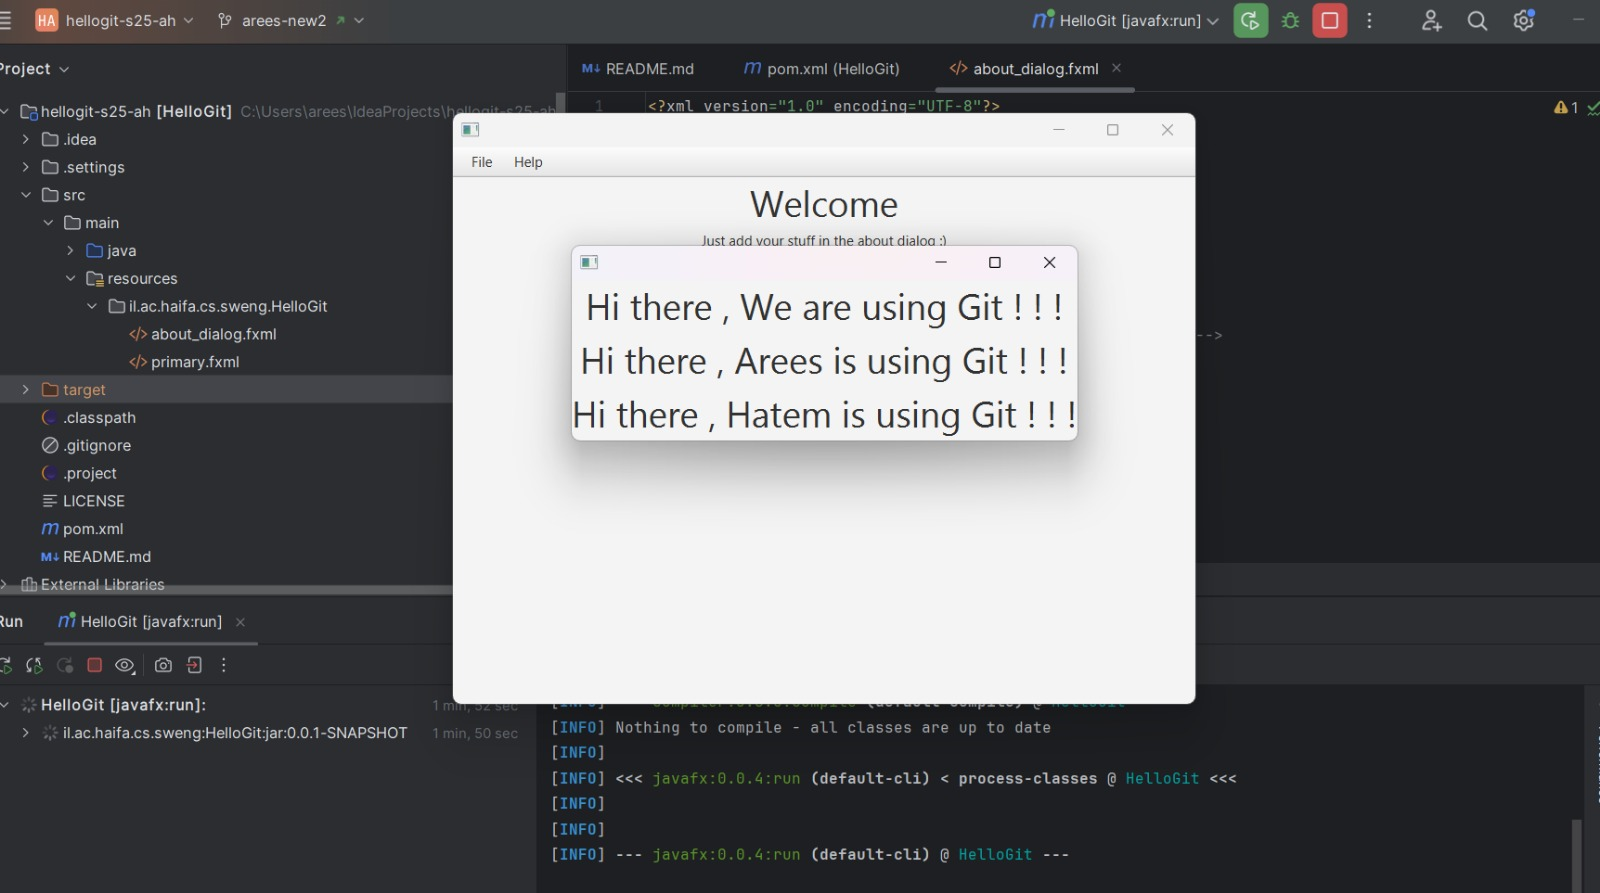 HA hellogit-s25-ah arees-new2 HelloGit [javafx:run]
Project
README.md pom.xml (HelloGit) about_dialog.fxml
hellogit-s25-ah [HelloGit] C:\Users\arees\IdeaProjects\hellogit-s25-ah
1 <?xml version="1.0" encoding="UTF-8"?> 1
.idea
.settings
src
main
java
resources
il.ac.haifa.cs.sweng.HelloGit
about_dialog.fxml
primary.fxml
target
.classpath
.gitignore
.project
LICENSE
pom.xml
README.md
External Libraries
-->
File Help
Welcome
Just add your stuff in the about dialog :)
Hi there , We are using Git ! ! !
Hi there , Arees is using Git ! ! !
Hi there , Hatem is using Git ! ! !
Run HelloGit [javafx:run]
HelloGit [javafx:run]: 1 min, 52 sec
il.ac.haifa.cs.sweng:HelloGit:jar:0.0.1-SNAPSHOT 1 min, 50 sec
[INFO] Nothing to compile - all classes are up to date
[INFO]
[INFO] <<< javafx:0.0.4:run (default-cli) < process-classes @ HelloGit <<<
[INFO]
[INFO]
[INFO] --- javafx:0.0.4:run (default-cli) @ HelloGit ---